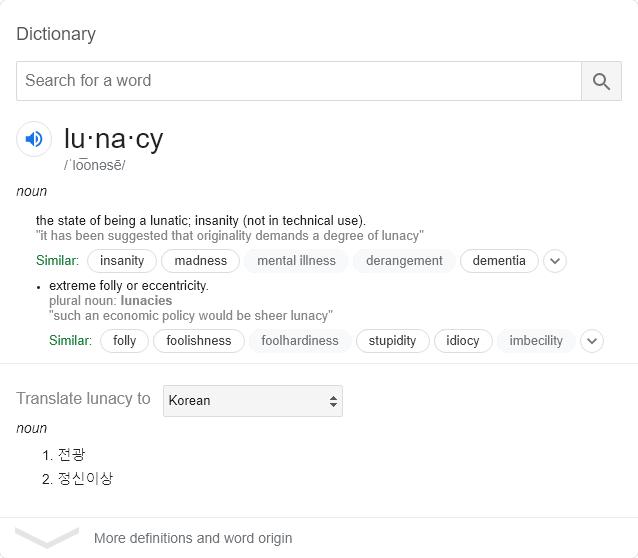 Dictionary
Search for a word
lu·na·cy
/ˈlo͞onəsē/
noun
the state of being a lunatic; insanity (not in technical use).
"it has been suggested that originality demands a degree of lunacy"
Similar: insanity madness mental illness derangement dementia
• extreme folly or eccentricity.
plural noun: lunacies
"such an economic policy would be sheer lunacy"
Similar: folly foolishness foolhardiness stupidity idiocy imbecility
Translate lunacy to Korean
noun
1. 전광
2. 정신이상
More definitions and word origin